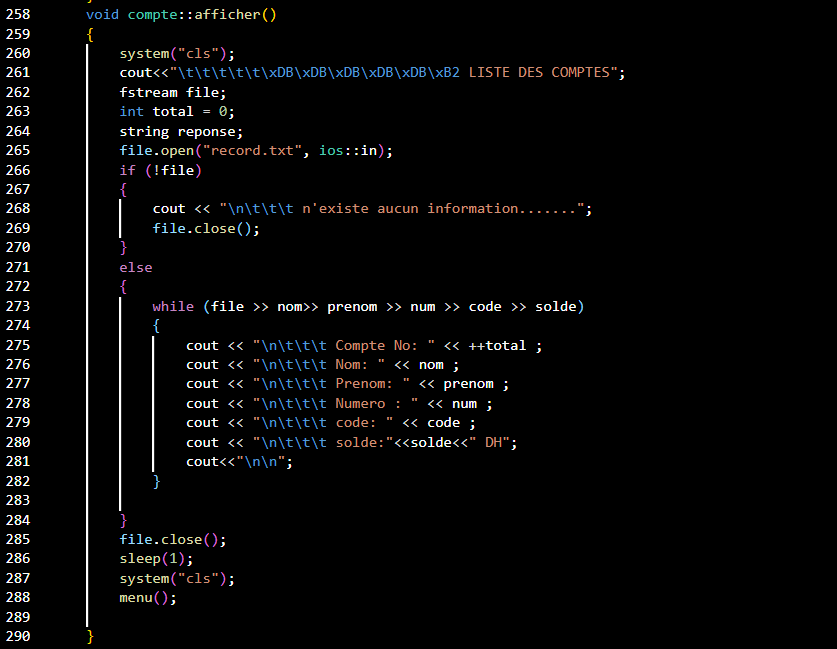 258 void compte::afficher()
259 {
260 system("cls");
261 cout<<"\t\t\t\t\t\xDB\xDB\xDB\xDB\xDB\xB2 LISTE DES COMPTES";
262 fstream file;
263 int total = 0;
264 string reponse;
265 file.open("record.txt", ios::in);
266 if (!file)
267 {
268 cout << "\n\t\t\t n'existe aucun information.......";
269 file.close();
270 }
271 else
272 {
273 while (file >> nom>> prenom >> num >> code >> solde)
274 {
275 cout << "\n\t\t\t Compte No: " << ++total ;
276 cout << "\n\t\t\t Nom: " << nom ;
277 cout << "\n\t\t\t Prenom: " << prenom ;
278 cout << "\n\t\t\t Numero : " << num ;
279 cout << "\n\t\t\t code: " << code ;
280 cout << "\n\t\t\t solde:"<<solde<<" DH";
281 cout<<"\n\n";
282 }
283
284 }
285 file.close();
286 sleep(1);
287 system("cls");
288 menu();
289
290 }